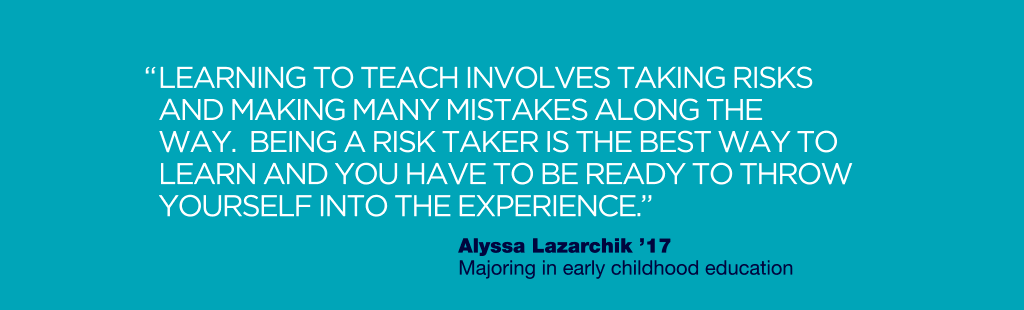 “LEARNING TO TEACH INVOLVES TAKING RISKS
AND MAKING MANY MISTAKES ALONG THE
WAY.  BEING A RISK TAKER IS THE BEST WAY TO
LEARN AND YOU HAVE TO BE READY TO THROW
YOURSELF INTO THE EXPERIENCE.”
Alyssa Lazarchik ’17
Majoring in early childhood education